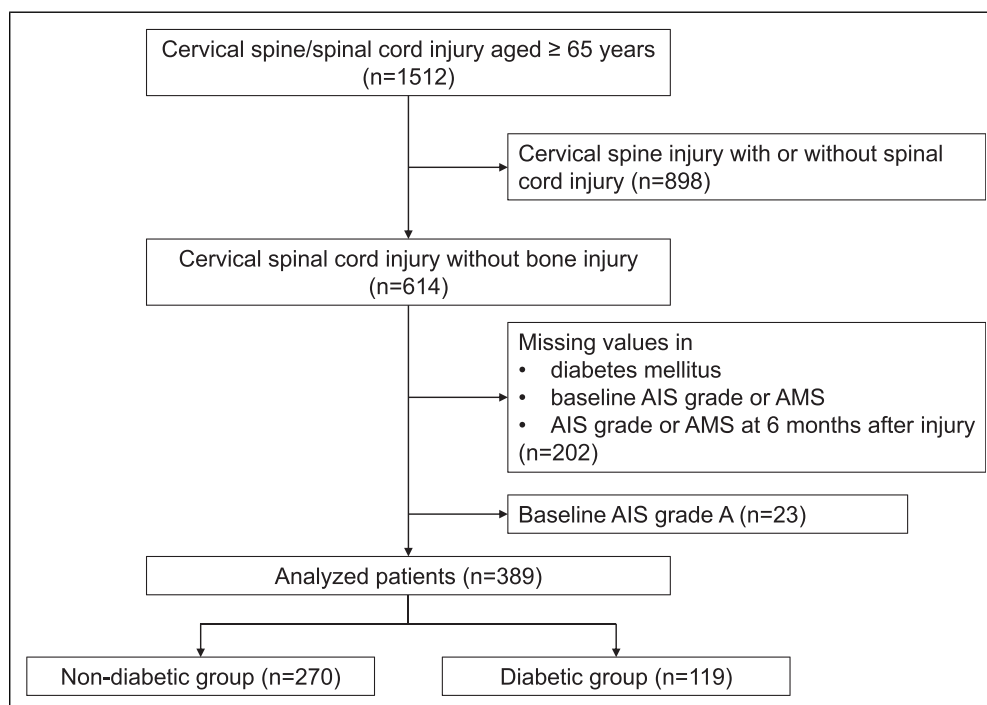 Cervical spine/spinal cord injury aged ≥ 65 years
(n=1512)
Cervical spine injury with or without spinal
cord injury (n=898)
Cervical spinal cord injury without bone injury
(n=614)
Missing values in
• diabetes mellitus
• baseline AIS grade or AMS
• AIS grade or AMS at 6 months after injury
(n=202)
Baseline AIS grade A (n=23)
Analyzed patients (n=389)
Non-diabetic group (n=270)
Diabetic group (n=119)